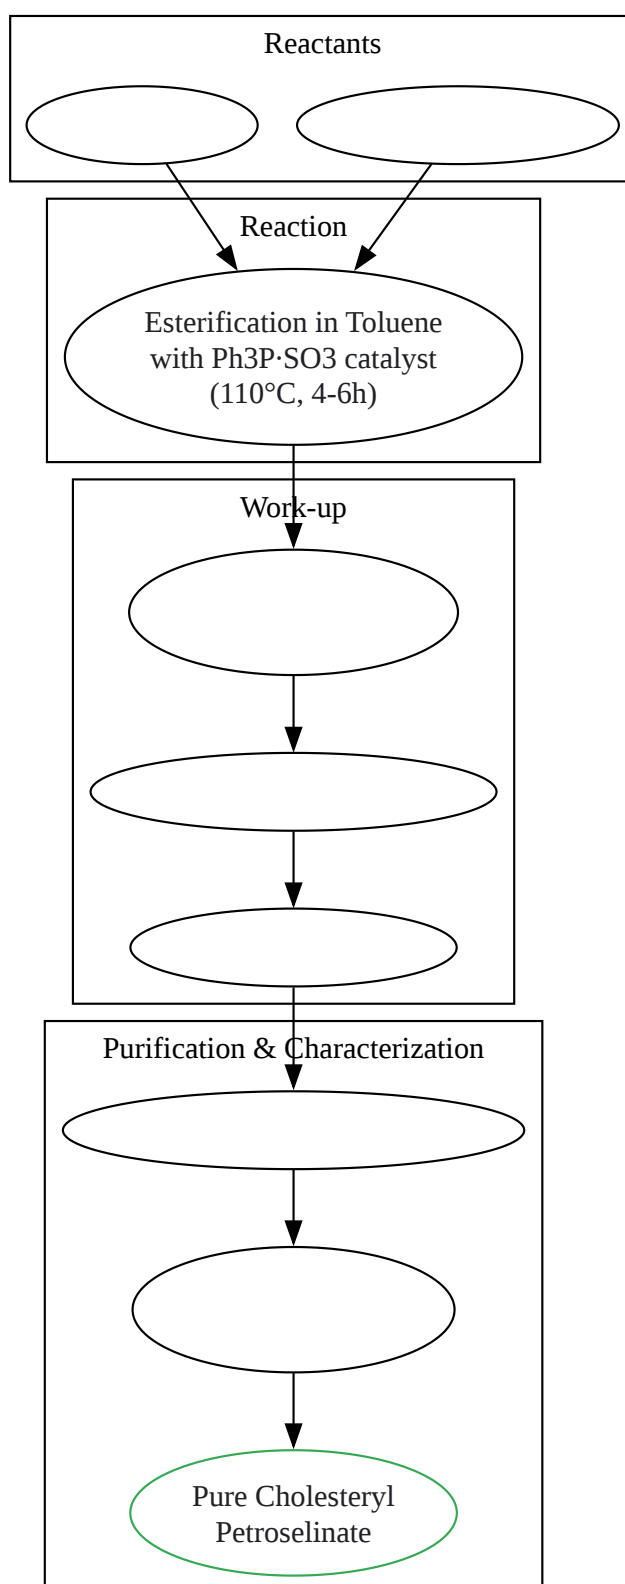 Reactants
Reaction
Esterification in Toluene
with Ph3P·SO3 catalyst
(110°C, 4-6h)
Work-up
Purification & Characterization
Pure Cholesteryl
Petroselinate